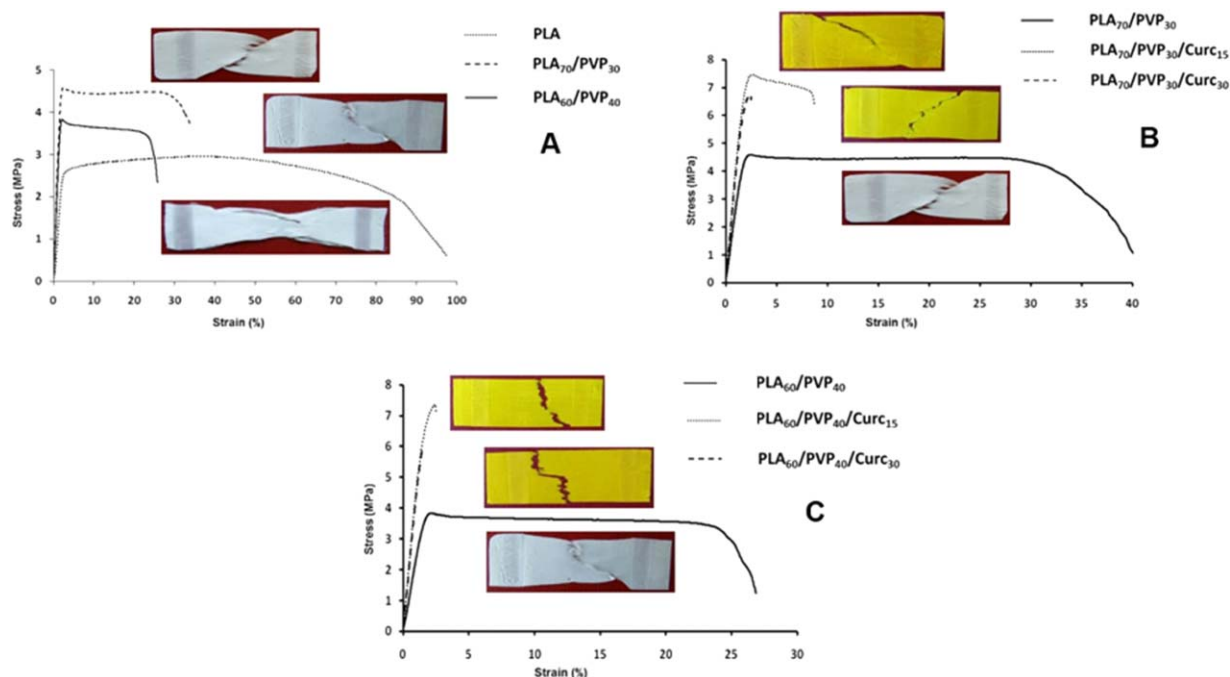 PLA
PLA₇₀/PVP₃₀
PLA₆₀/PVP₄₀
A
Stress (MPa)
5
4
3
2
1
0
0 10 20 30 40 50 60 70 80 90 100
Strain (%)
PLA₇₀/PVP₃₀
PLA₇₀/PVP₃₀/Curc₁₅
PLA₇₀/PVP₃₀/Curc₃₀
B
Stress (MPa)
8
7
6
5
4
3
2
1
0
0 5 10 15 20 25 30 35 40
Strain (%)
PLA₆₀/PVP₄₀
PLA₆₀/PVP₄₀/Curc₁₅
PLA₆₀/PVP₄₀/Curc₃₀
C
Stress (MPa)
8
7
6
5
4
3
2
1
0
0 5 10 15 20 25 30
Strain (%)